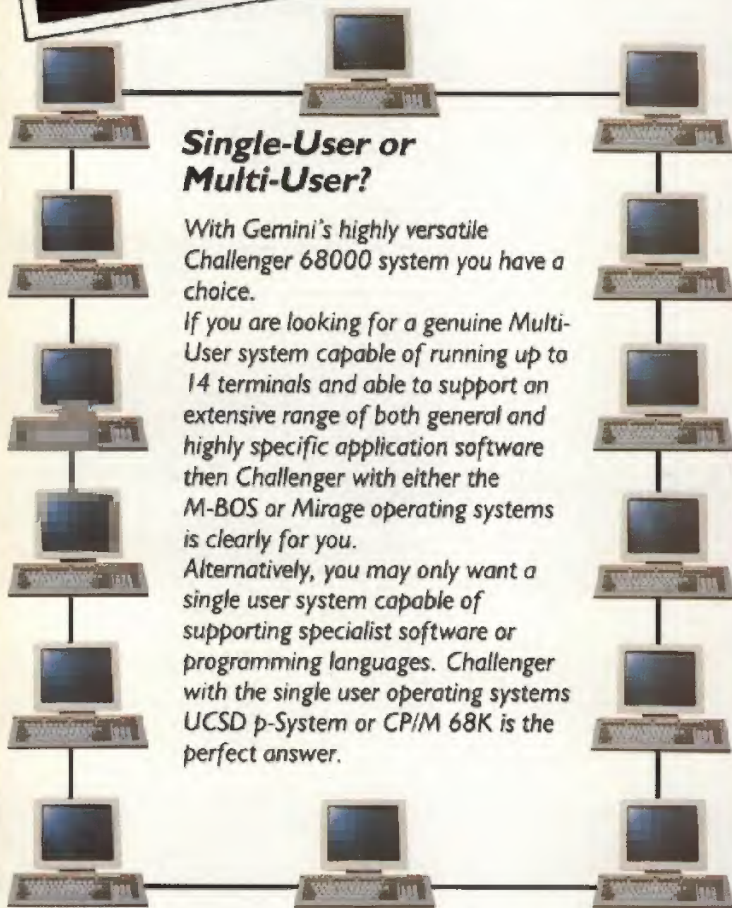 Single-User or
Multi-User?
With Gemini's highly versatile
Challenger 68000 system you have a
choice.
If you are looking for a genuine Multi-
User system capable of running up to
14 terminals and able to support an
extensive range of both general and
highly specific application software
then Challenger with either the
M-BOS or Mirage operating systems
is clearly for you.
Alternatively, you may only want a
single user system capable of
supporting specialist software or
programming languages. Challenger
with the single user operating systems
UCSD p-System or CP/M 68K is the
perfect answer.